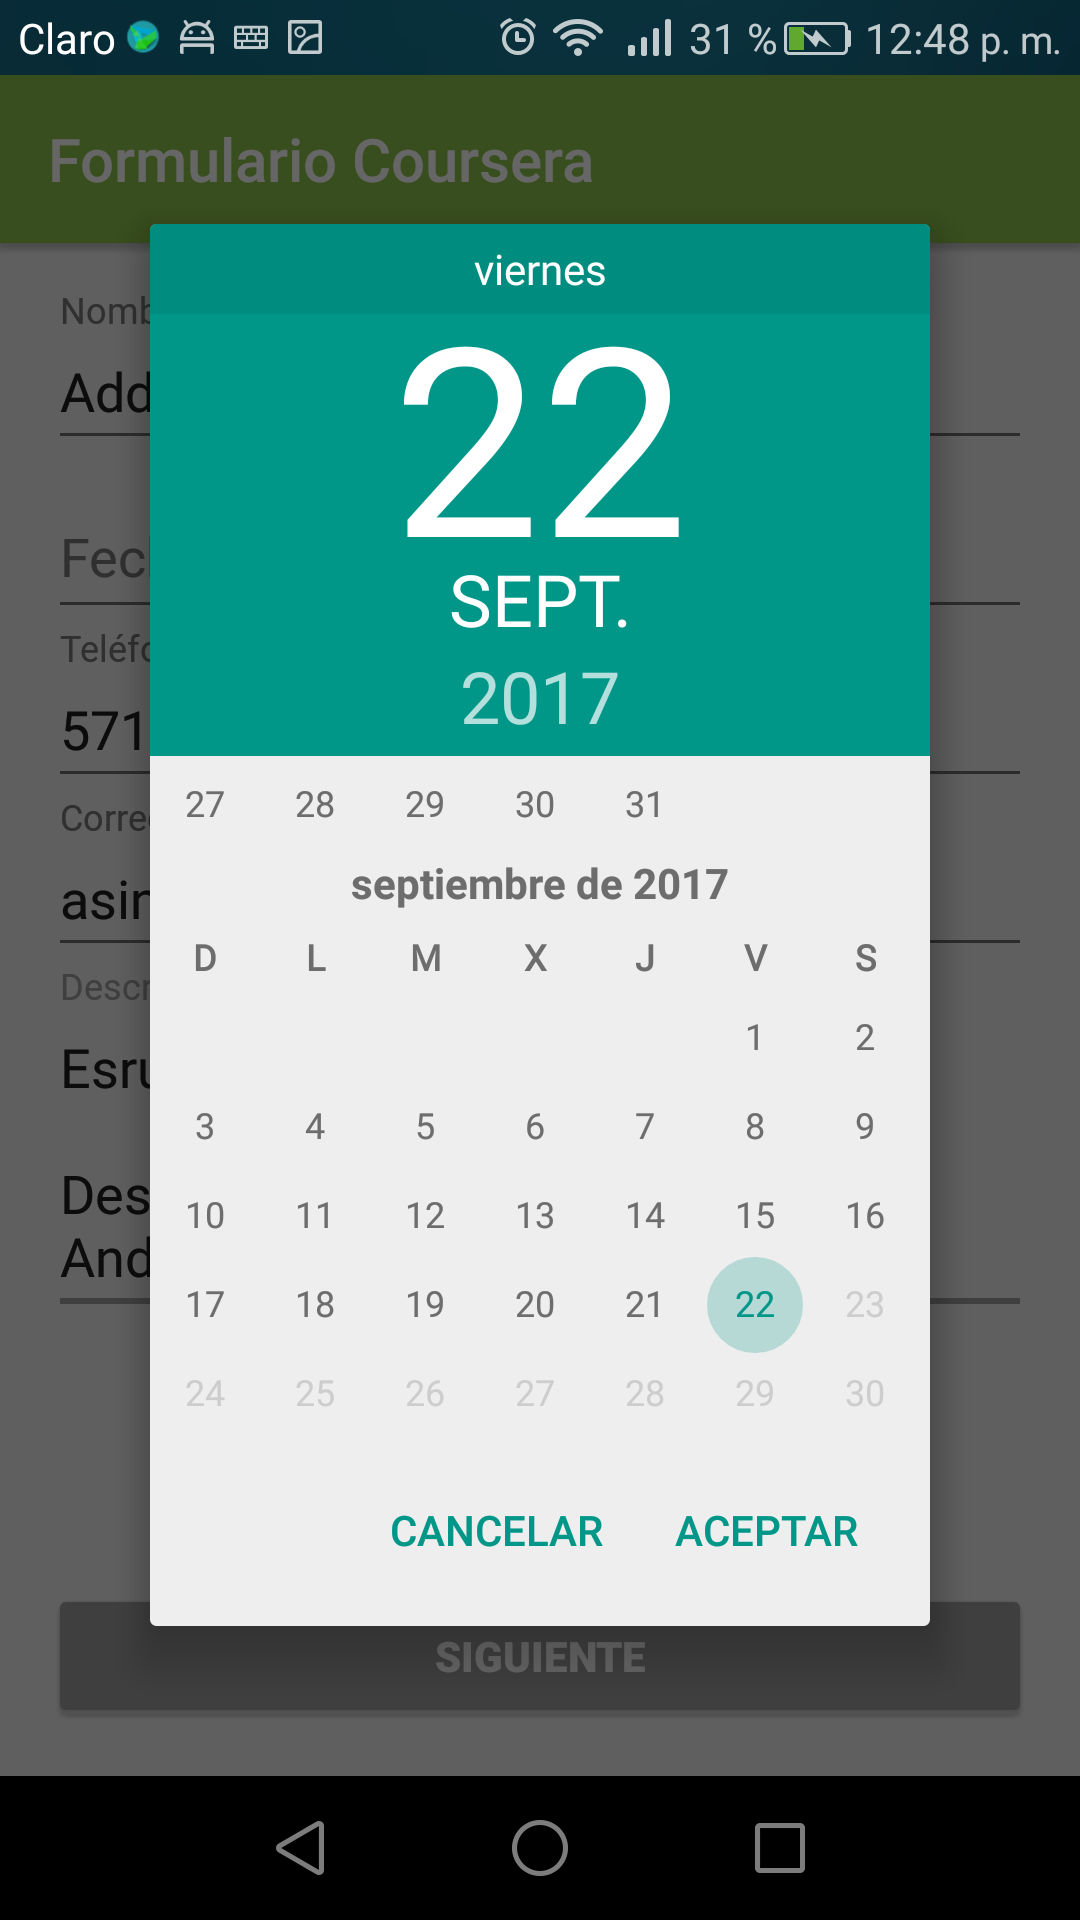 Claro 31 % 12:48 p. m.
Formulario Coursera
viernes
22
SEPT.
2017
27 28 29 30 31
septiembre de 2017
D L M X J V S
1 2
3 4 5 6 7 8 9
10 11 12 13 14 15 16
17 18 19 20 21 22 23
24 25 26 27 28 29 30
CANCELAR ACEPTAR
Nomb
Add
Fec
Teléfo
571
Corre
asin
Descr
Esru
Des
And
SIGUIENTE